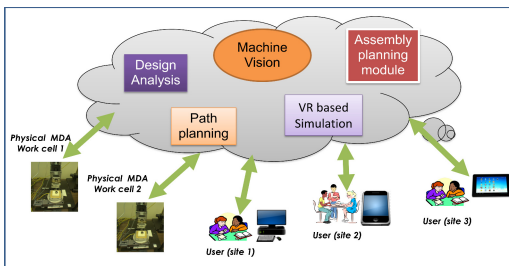 Machine
Vision
Assembly
planning
module
Design
Analysis
VR based
Simulation
Path
planning
Physical MDA
Work cell 1
Physical MDA
Work cell 2
User (site 1)
User (site 2)
User (site 3)